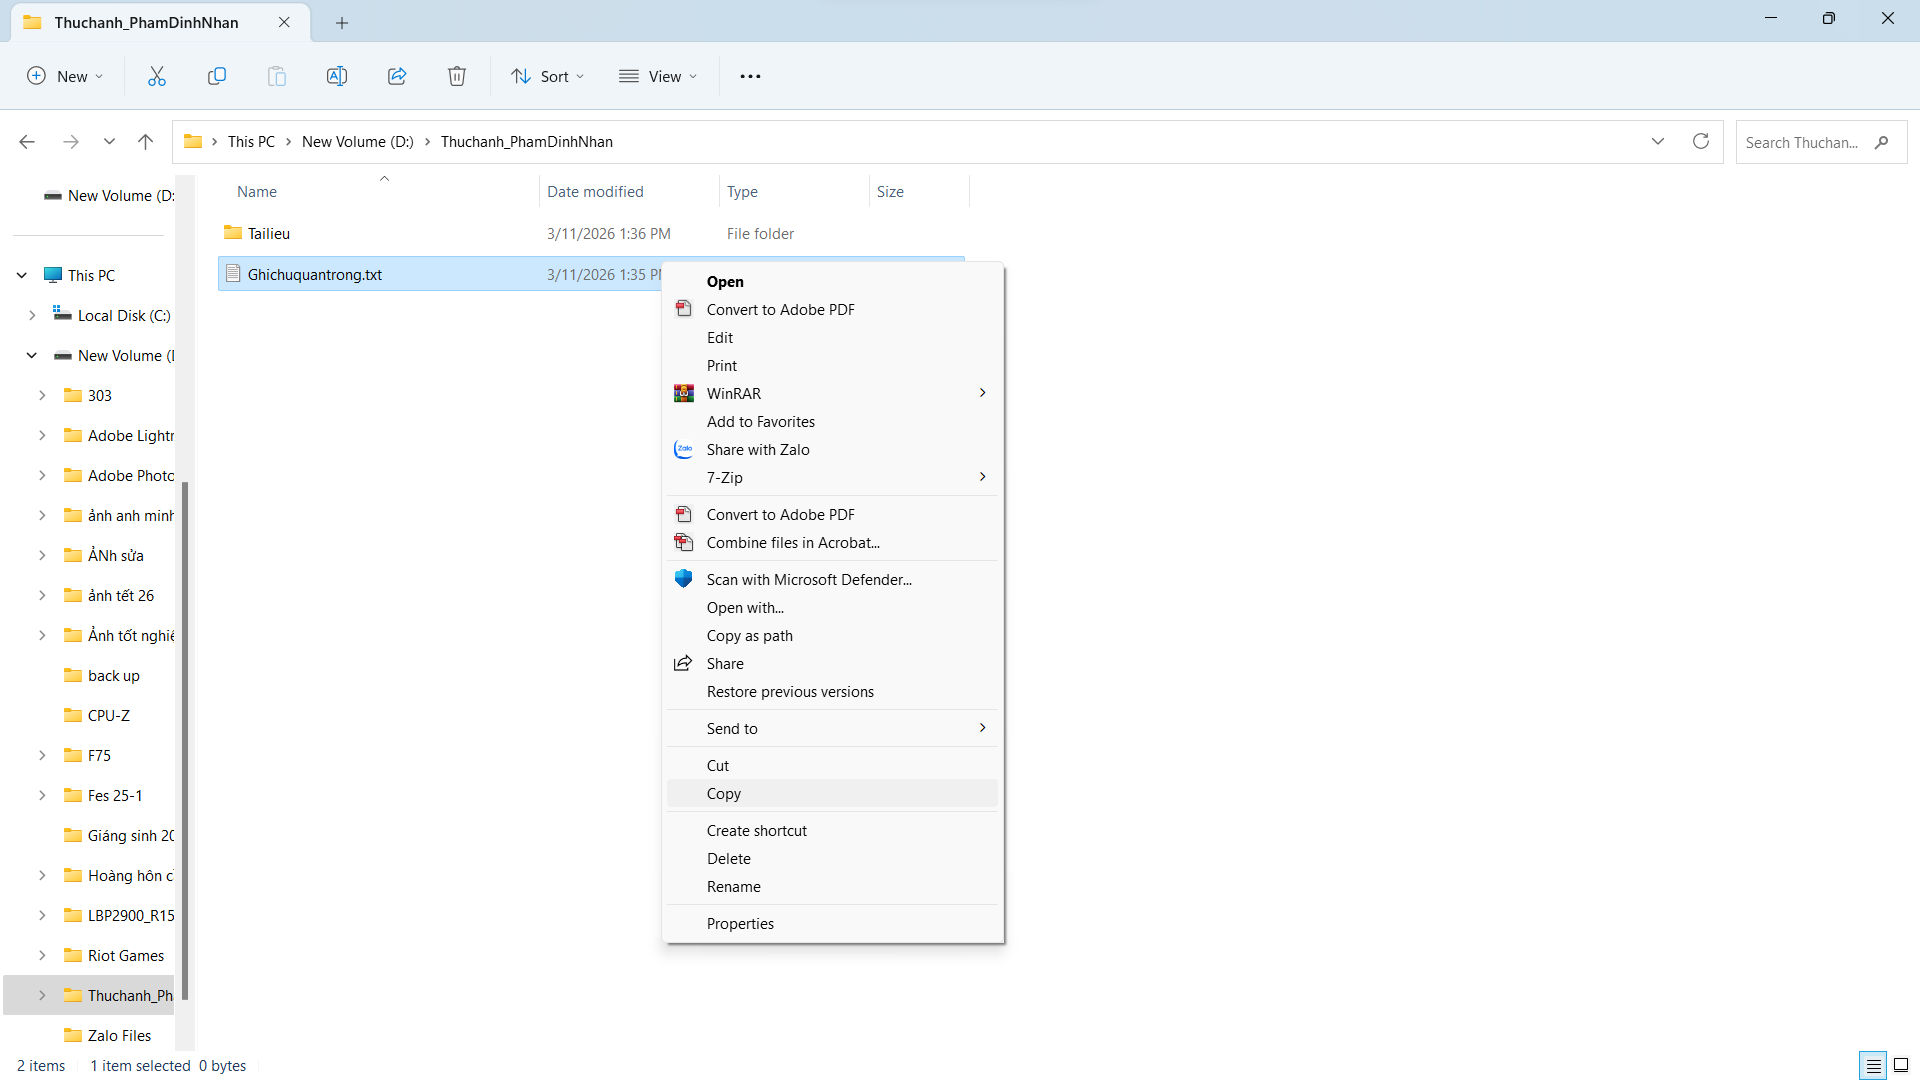 Thuchanh_PhamDinhNhan
New
Sort
View
This PC
New Volume (D:)
Thuchanh_PhamDinhNhan
Search Thuchan...
New Volume (D:
Name
Date modified
Type
Size
Tailieu
3/11/2026 1:36 PM
File folder
Ghichuquantrong.txt
3/11/2026 1:35 PM
This PC
Local Disk (C:)
New Volume (
303
Adobe Lightr
Adobe Photo
ảnh anh minh
ẢNh sửa
ảnh tết 26
Ảnh tốt nghiệ
back up
CPU-Z
F75
Fes 25-1
Giáng sinh 20
Hoàng hôn c
LBP2900_R15
Riot Games
Thuchanh_Pha
Zalo Files
Open
Convert to Adobe PDF
Edit
Print
WinRAR
Add to Favorites
Zalo
Share with Zalo
7-Zip
Convert to Adobe PDF
Combine files in Acrobat...
Scan with Microsoft Defender...
Open with...
Copy as path
Share
Restore previous versions
Send to
Cut
Copy
Create shortcut
Delete
Rename
Properties
2 items
1 item selected 0 bytes